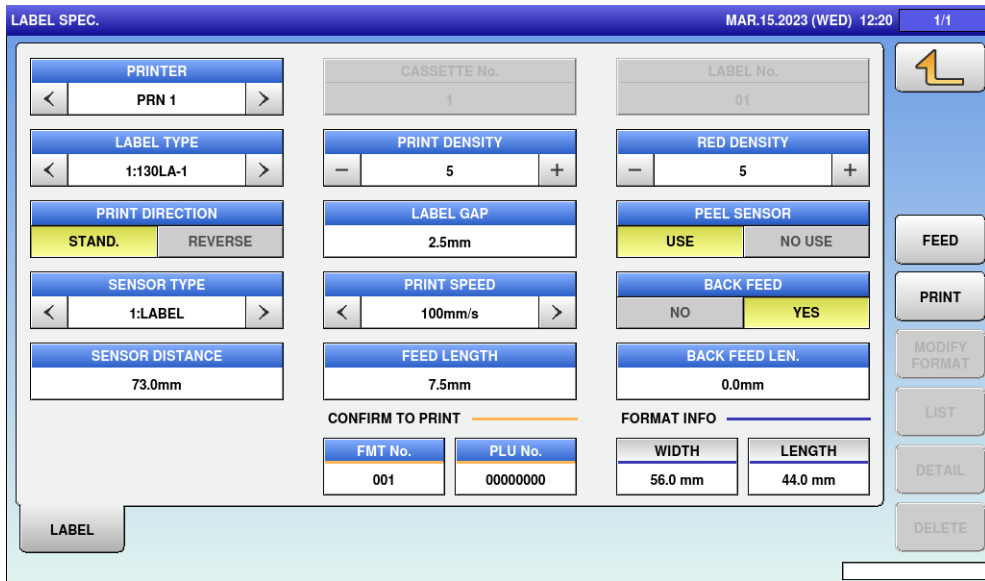 LABEL SPEC. MAR.15.2023 (WED) 12:20 1/1
PRINTER CASSETTE No. LABEL No.
< PRN 1 > 1 01
LABEL TYPE PRINT DENSITY RED DENSITY
< 1:130LA-1 > − 5 + − 5 +
PRINT DIRECTION LABEL GAP PEEL SENSOR
STAND. REVERSE 2.5mm USE NO USE FEED
SENSOR TYPE PRINT SPEED BACK FEED
< 1:LABEL > < 100mm/s > NO YES PRINT
SENSOR DISTANCE FEED LENGTH BACK FEED LEN. MODIFY
FORMAT
73.0mm 7.5mm 0.0mm
CONFIRM TO PRINT FORMAT INFO LIST
FMT No. PLU No. WIDTH LENGTH
001 00000000 56.0 mm 44.0 mm DETAIL
LABEL DELETE